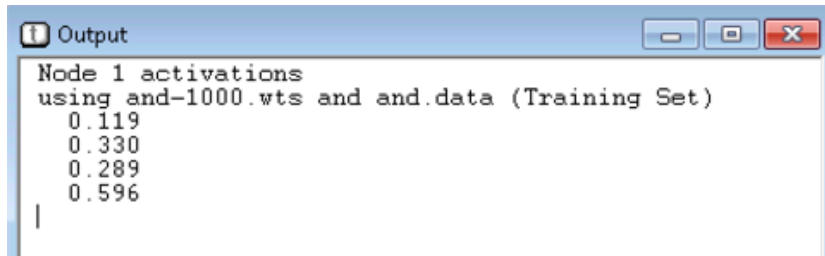 Output
Node 1 activations
using and-1000.wts and and.data (Training Set)
0.119
0.330
0.289
0.596